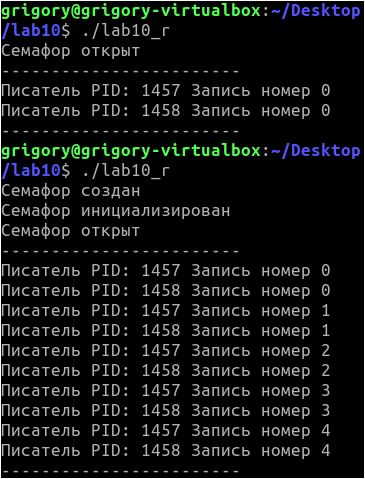 grigory@grigory-virtualbox:~/Desktop
/lab10$ ./lab10_r
Семафор открыт
------------------------
Писатель PID: 1457 Запись номер 0
Писатель PID: 1458 Запись номер 0
------------------------
grigory@grigory-virtualbox:~/Desktop
/lab10$ ./lab10_r
Семафор создан
Семафор инициализирован
Семафор открыт
------------------------
Писатель PID: 1457 Запись номер 0
Писатель PID: 1458 Запись номер 0
Писатель PID: 1457 Запись номер 1
Писатель PID: 1458 Запись номер 1
Писатель PID: 1457 Запись номер 2
Писатель PID: 1458 Запись номер 2
Писатель PID: 1457 Запись номер 3
Писатель PID: 1458 Запись номер 3
Писатель PID: 1457 Запись номер 4
Писатель PID: 1458 Запись номер 4
------------------------